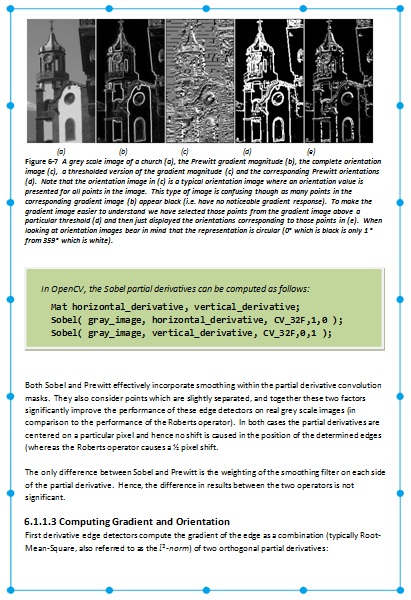 (a) (b) (c) (d) (e)
Figure 6-7 A grey scale image of a church (a), the Prewitt gradient magnitude (b), the complete orientation
image (c), a thresholded version of the gradient magnitude (c) and the corresponding Prewitt orientations
(d). Note that the orientation image in (c) is a typical orientation image where an orientation value is
presented for all points in the image. This type of image is confusing though as many points in the
corresponding gradient image (b) appear black (i.e. have no noticeable gradient response). To make the
gradient image easier to understand we have selected those points from the gradient image above a
particular threshold (d) and then just displayed the orientations corresponding to those points in (e). When
looking at orientation images bear in mind that the representation is circular (0° which is black is only 1°
from 359° which is white).
In OpenCV, the Sobel partial derivatives can be computed as follows:
Mat horizontal_derivative, vertical_derivative;
Sobel( gray_image, horizontal_derivative, CV_32F,1,0 );
Sobel( gray_image, vertical_derivative, CV_32F,0,1 );
Both Sobel and Prewitt effectively incorporate smoothing within the partial derivative convolution
masks. They also consider points which are slightly separated, and together these two factors
significantly improve the performance of these edge detectors on real grey scale images (in
comparison to the performance of the Roberts operator). In both cases the partial derivatives are
centered on a particular pixel and hence no shift is caused in the position of the determined edges
(whereas the Roberts operator causes a ½ pixel shift.
The only difference between Sobel and Prewitt is the weighting of the smoothing filter on each side
of the partial derivative. Hence, the difference in results between the two operators is not
significant.
6.1.1.3 Computing Gradient and Orientation
First derivative edge detectors compute the gradient of the edge as a combination (typically Root-
Mean-Square, also referred to as the l²-norm) of two orthogonal partial derivatives: